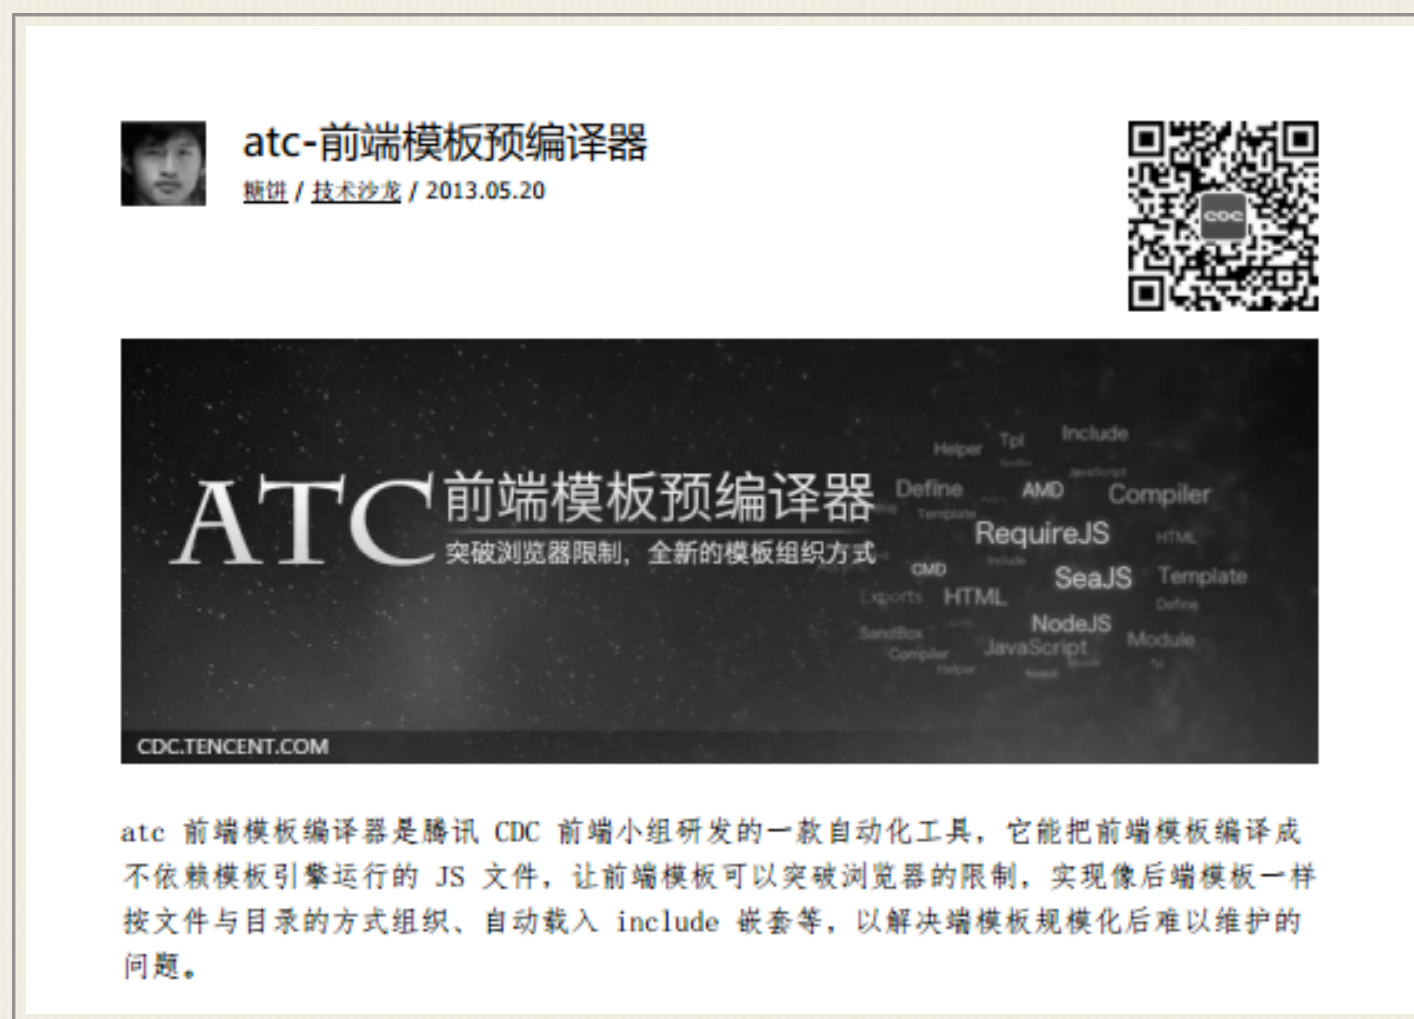 atc-前端模板预编译器
糖饼 / 技术沙龙 / 2013.05.20
CDC
ATC 前端模板预编译器
突破浏览器限制，全新的模板组织方式
Helper Tpl Include
JavaScript
Define AMD Compiler
Template
RequireJS HTML
Include
CMD SeaJS Template
Exports HTML Define
NodeJS
SandBox JavaScript Module
Compiler Module Tpl
Helper NodeJS
CDC.TENCENT.COM
atc 前端模板编译器是腾讯 CDC 前端小组研发的一款自动化工具，它能把前端模板编译成
不依赖模板引擎运行的 JS 文件，让前端模板可以突破浏览器的限制，实现像后端模板一样
按文件与目录的方式组织、自动载入 include 嵌套等，以解决端模板规模化后难以维护的
问题。